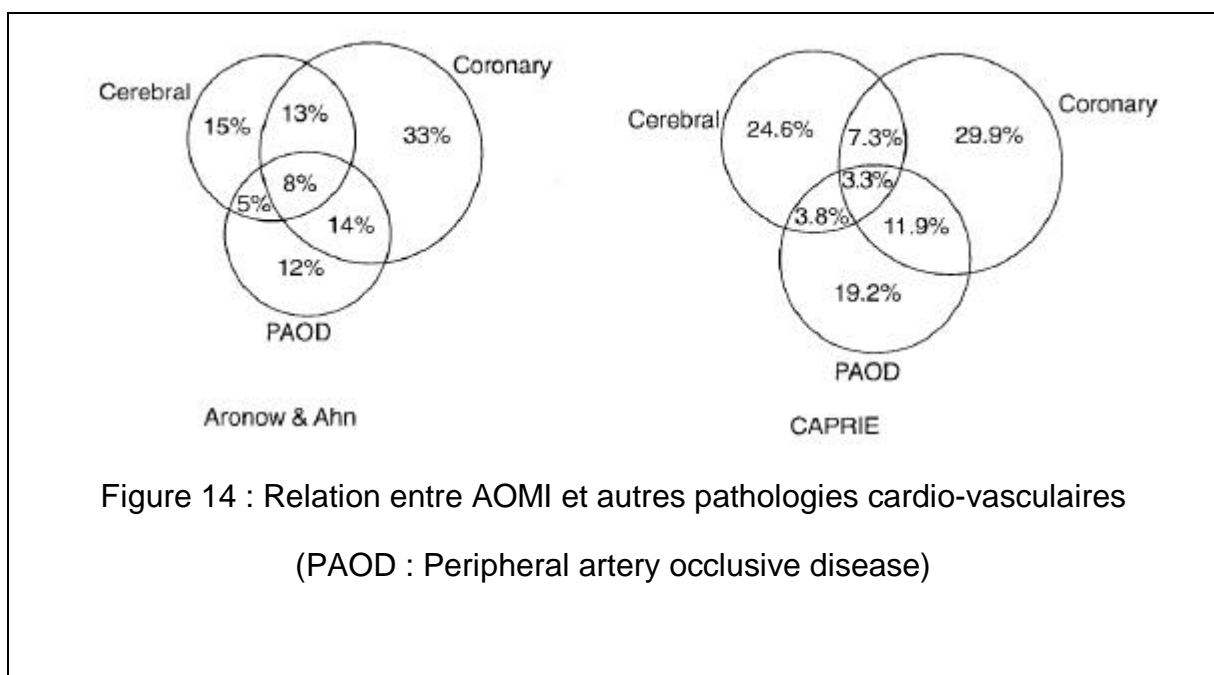 Cerebral
Coronary
15%
13%
33%
8%
5%
14%
12%
PAOD
Aronow & Ahn
Cerebral
Coronary
24.6%
7.3%
29.9%
3.3%
3.8%
11.9%
19.2%
PAOD
CAPRIE
Figure 14 : Relation entre AOMI et autres pathologies cardio-vasculaires
(PAOD : Peripheral artery occlusive disease)